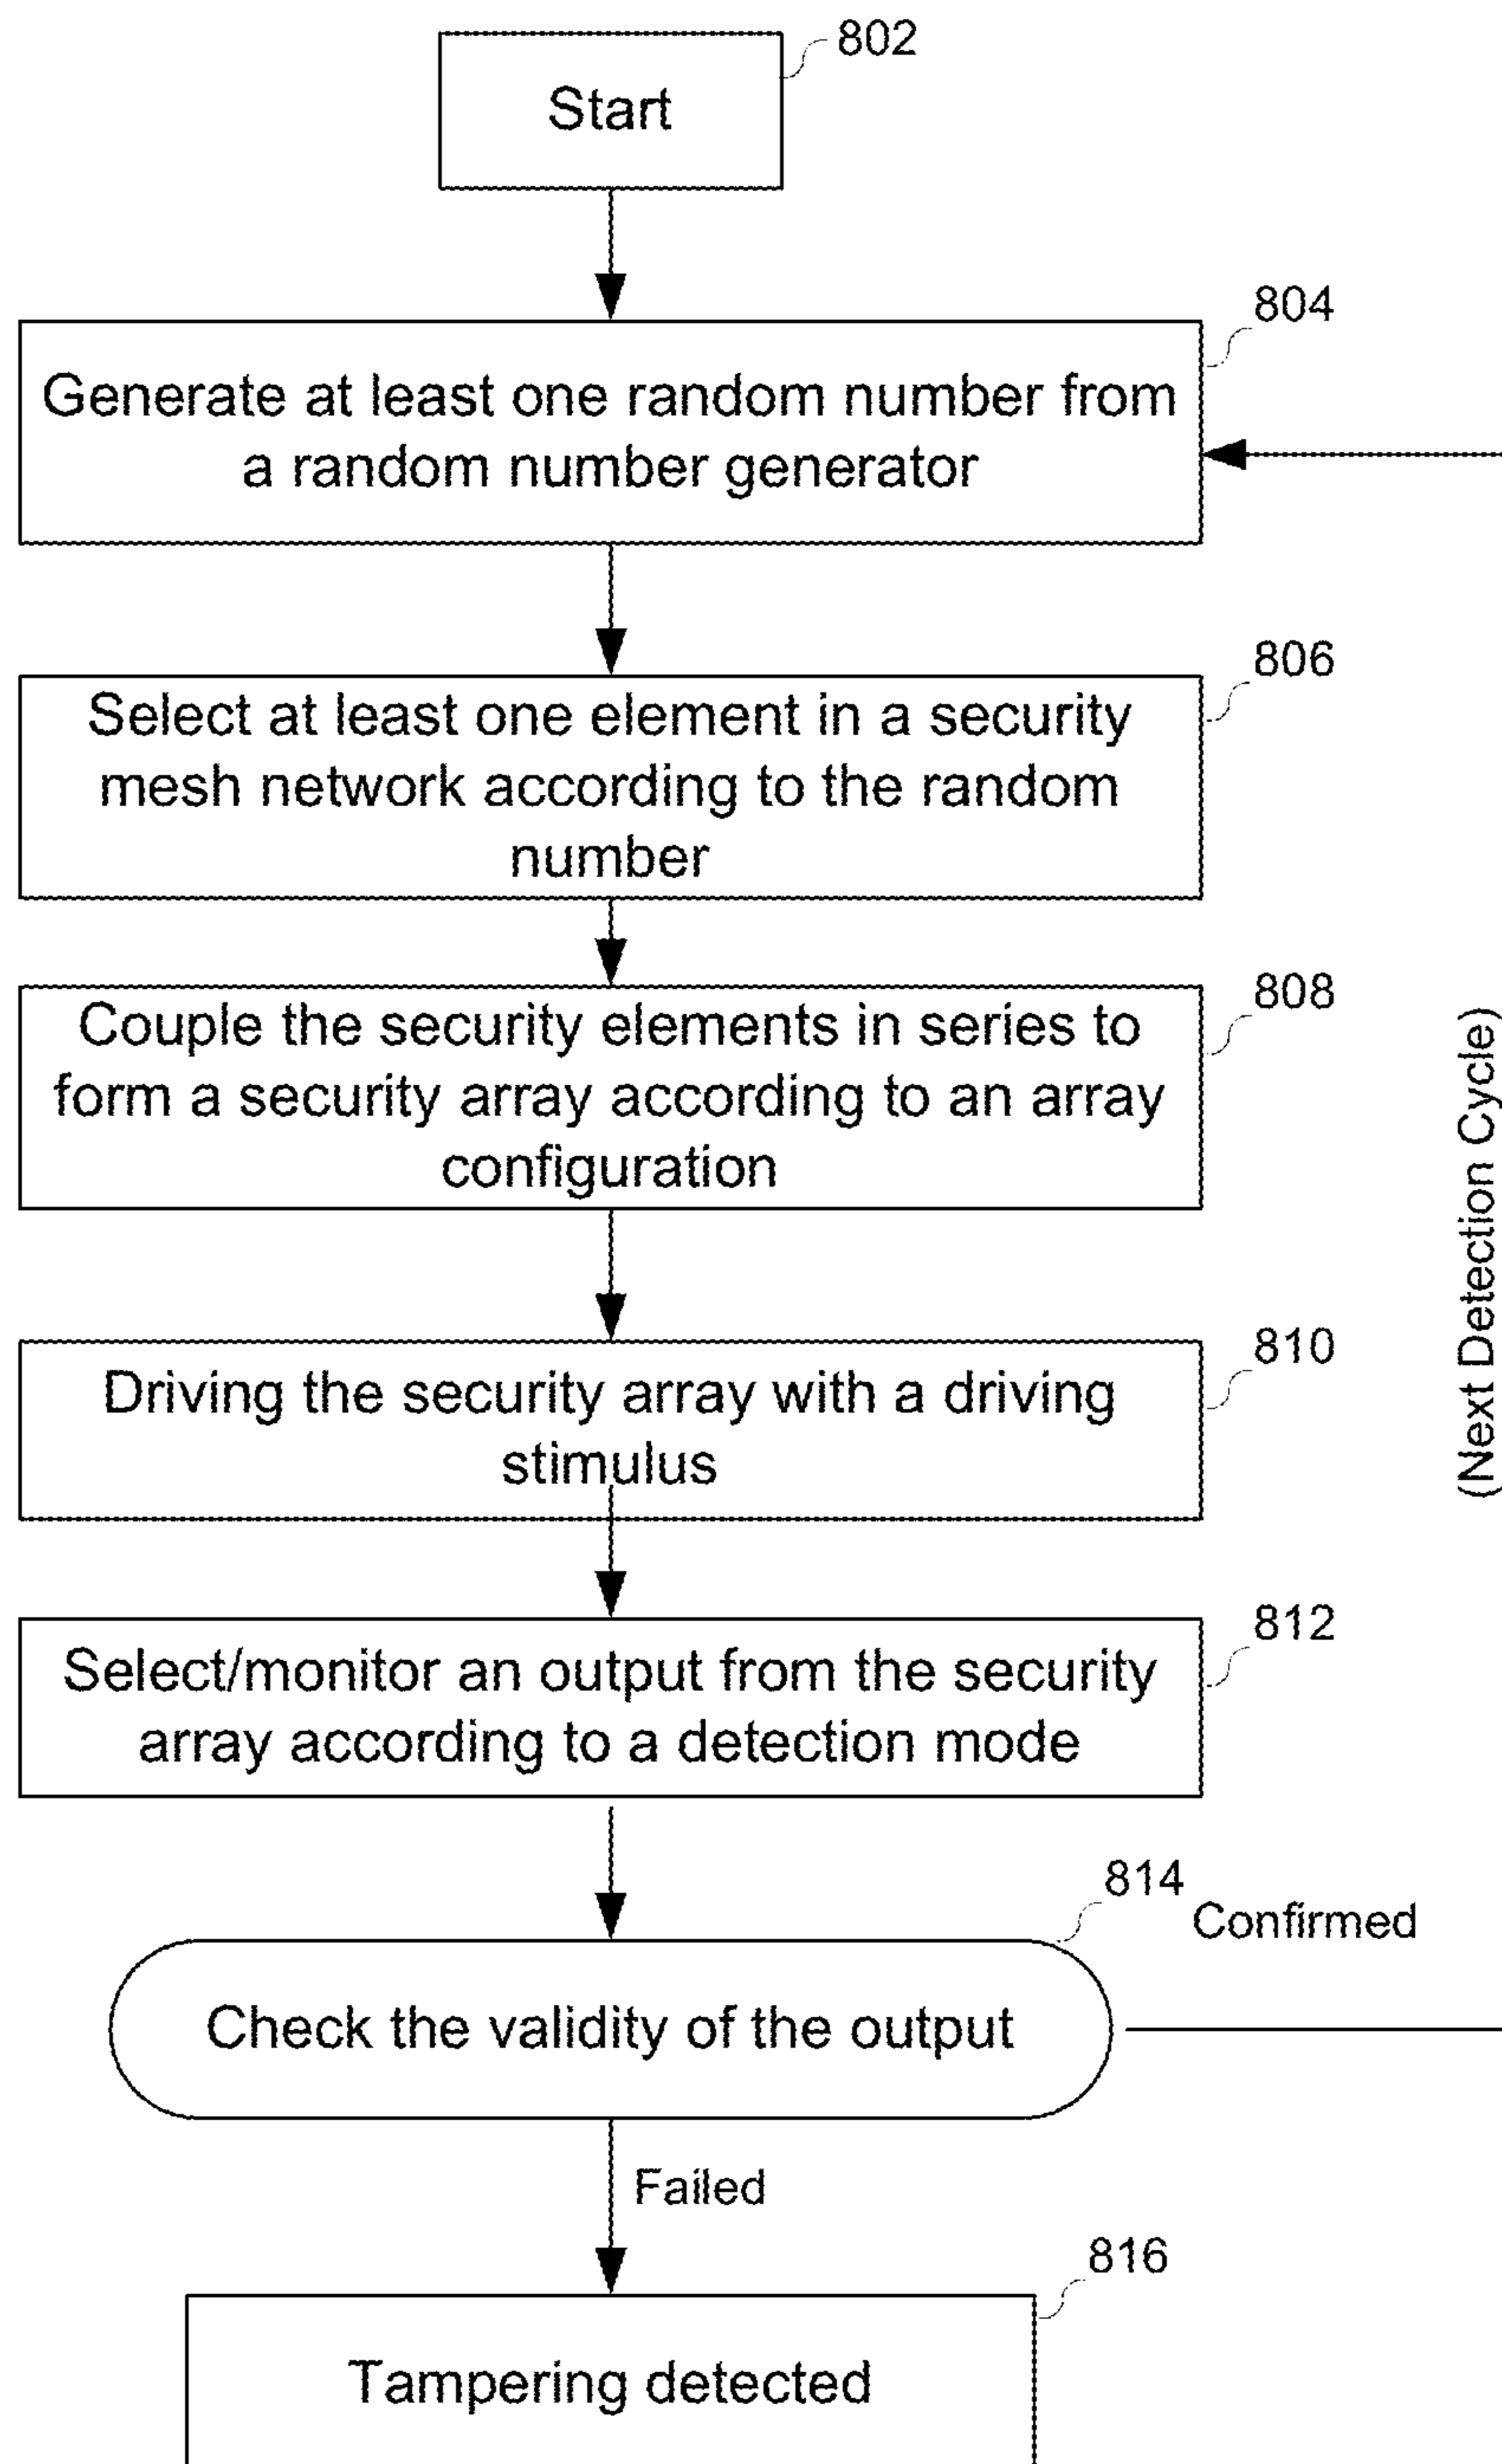 802
Start
804
Generate at least one random number from
a random number generator
806
Select at least one element in a security
mesh network according to the random
number
808
Couple the security elements in series to
form a security array according to an array
configuration
(Next Detection Cycle)
810
Driving the security array with a driving
stimulus
812
Select/monitor an output from the security
array according to a detection mode
814
Confirmed
Check the validity of the output
Failed
816
Tampering detected